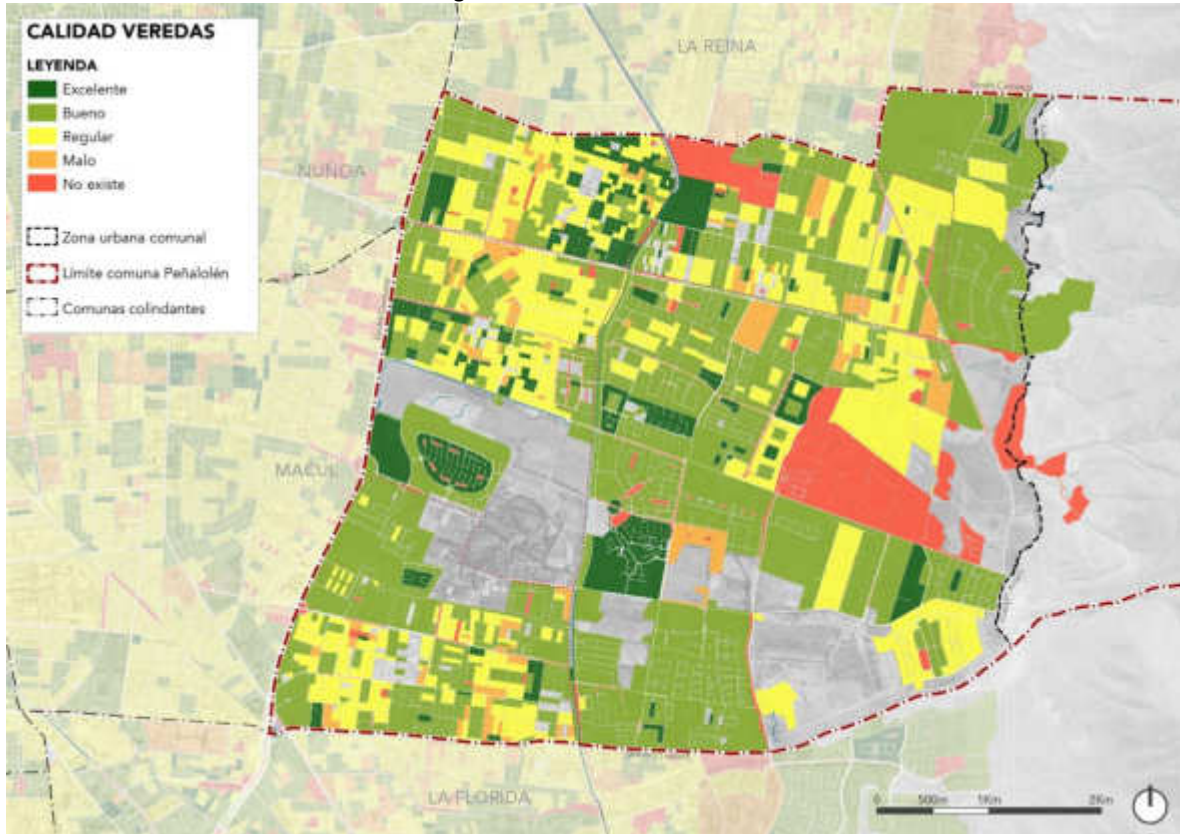 CALIDAD VEREDAS
LEYENDA
Excelente
Bueno
Regular
Malo
No existe
Zona urbana comunal
Límite comuna Peñalolén
Comunas colindantes
LA REINA
ÑUÑOA
MACUL
LA FLORIDA
0 500m 1Km 2Km